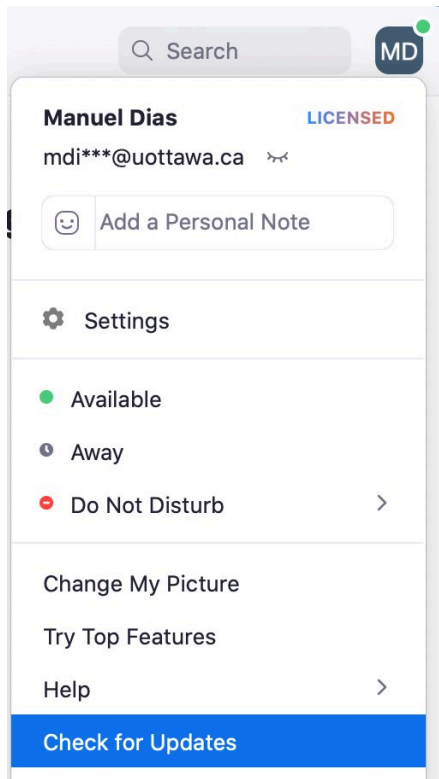 Search
MD
Manuel Dias LICENSED
mdi***@uottawa.ca
Add a Personal Note
Settings
Available
Away
Do Not Disturb
Change My Picture
Try Top Features
Help
Check for Updates